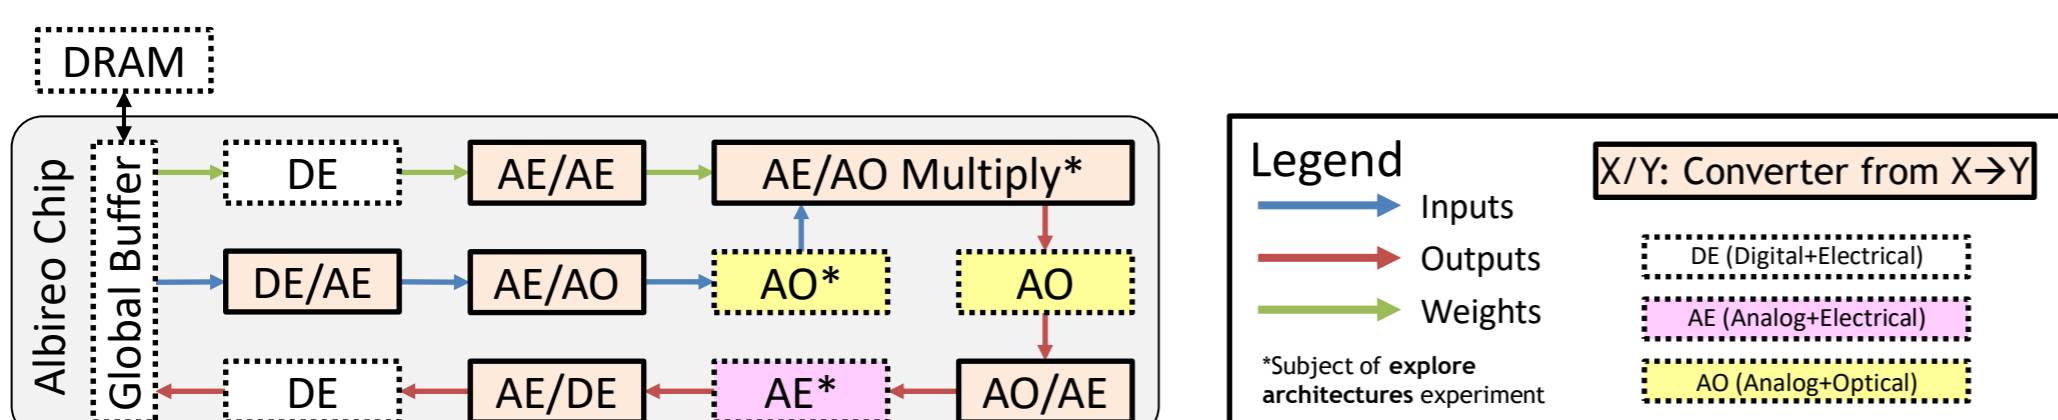 DRAM
Albireo Chip
Global Buffer
DE
AE/AE
AE/AO Multiply*
DE/AE
AE/AO
AO*
AO
DE
AE/DE
AE*
AO/AE
Legend
X/Y: Converter from X→Y
Inputs
Outputs
Weights
*Subject of explore
architectures experiment
DE (Digital+Electrical)
AE (Analog+Electrical)
AO (Analog+Optical)